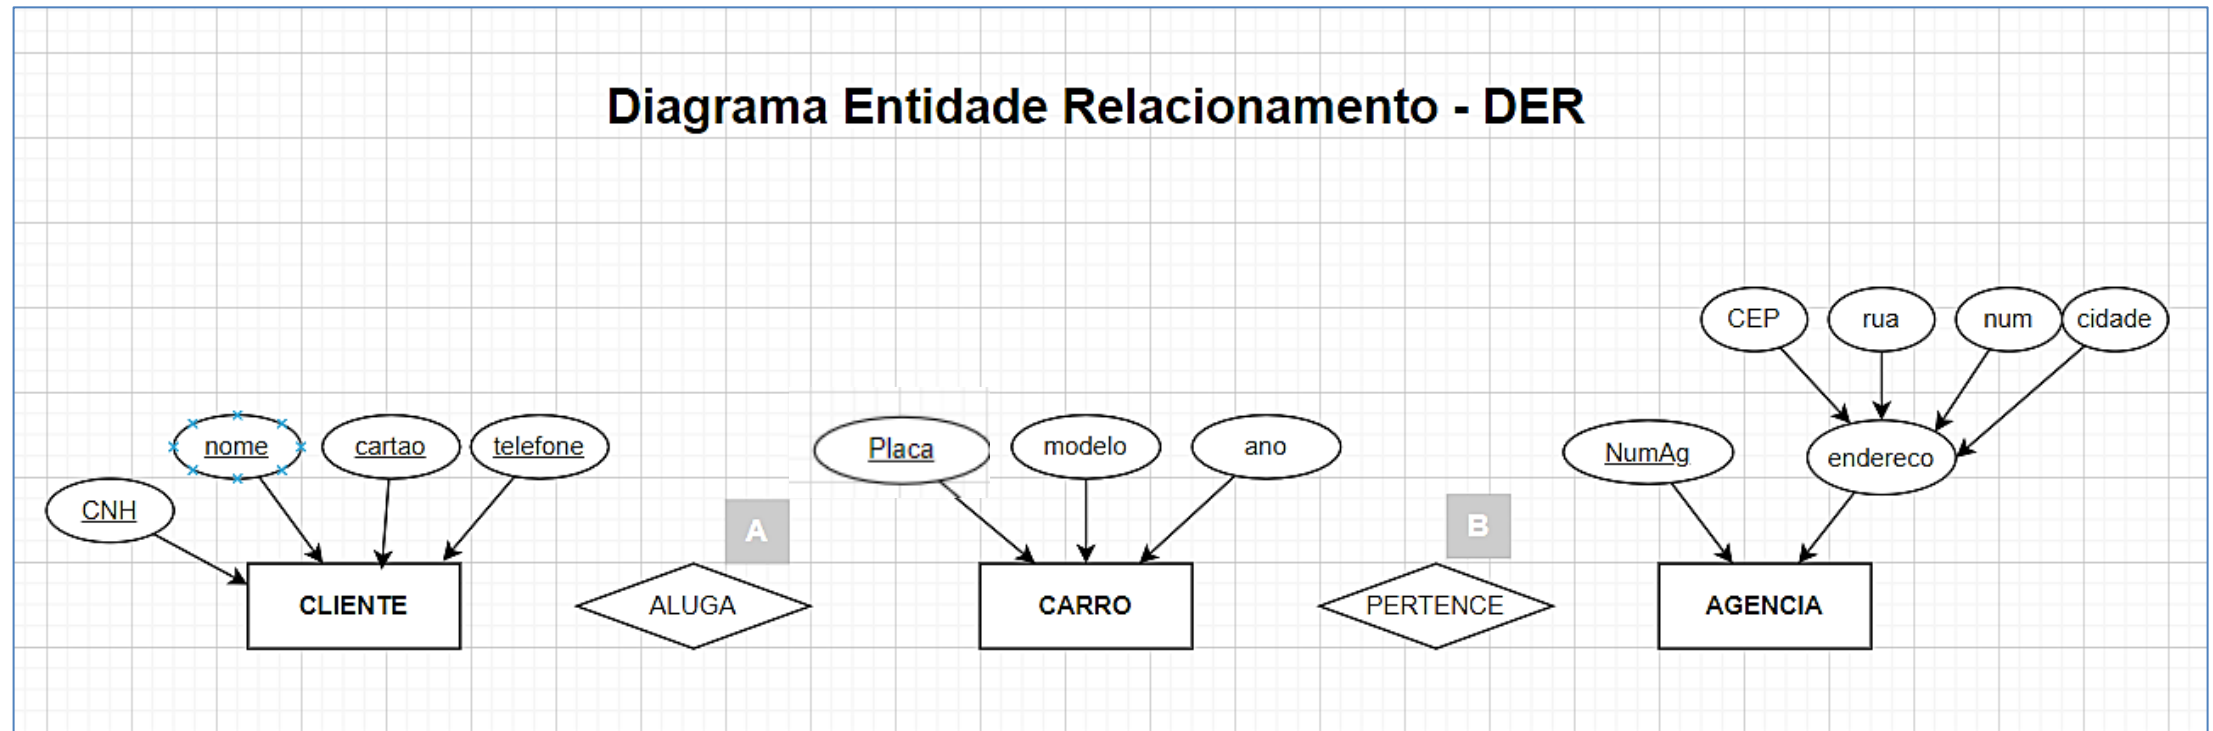 Diagrama Entidade Relacionamento - DER
CEP
rua
num
cidade
nome
cartao
telefone
Placa
modelo
ano
NumAg
endereco
CNH
A
B
CLIENTE
ALUGA
CARRO
PERTENCE
AGENCIA